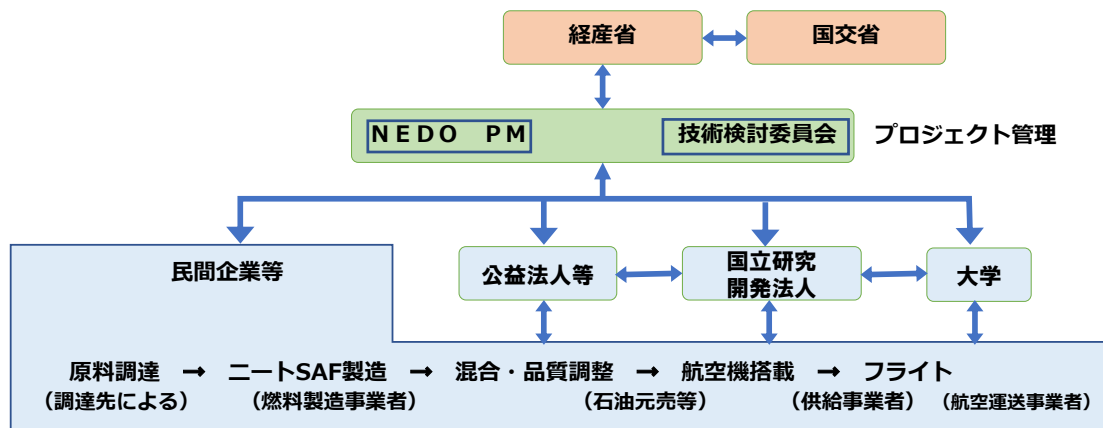 経産省
国交省
NEDO PM
技術検討委員会
プロジェクト管理
民間企業等
公益法人等
国立研究
開発法人
大学
原料調達 → ニートSAF製造 → 混合・品質調整 → 航空機搭載 → フライト
(調達先による) (燃料製造事業者) (石油元売等) (供給事業者) (航空運送事業者)